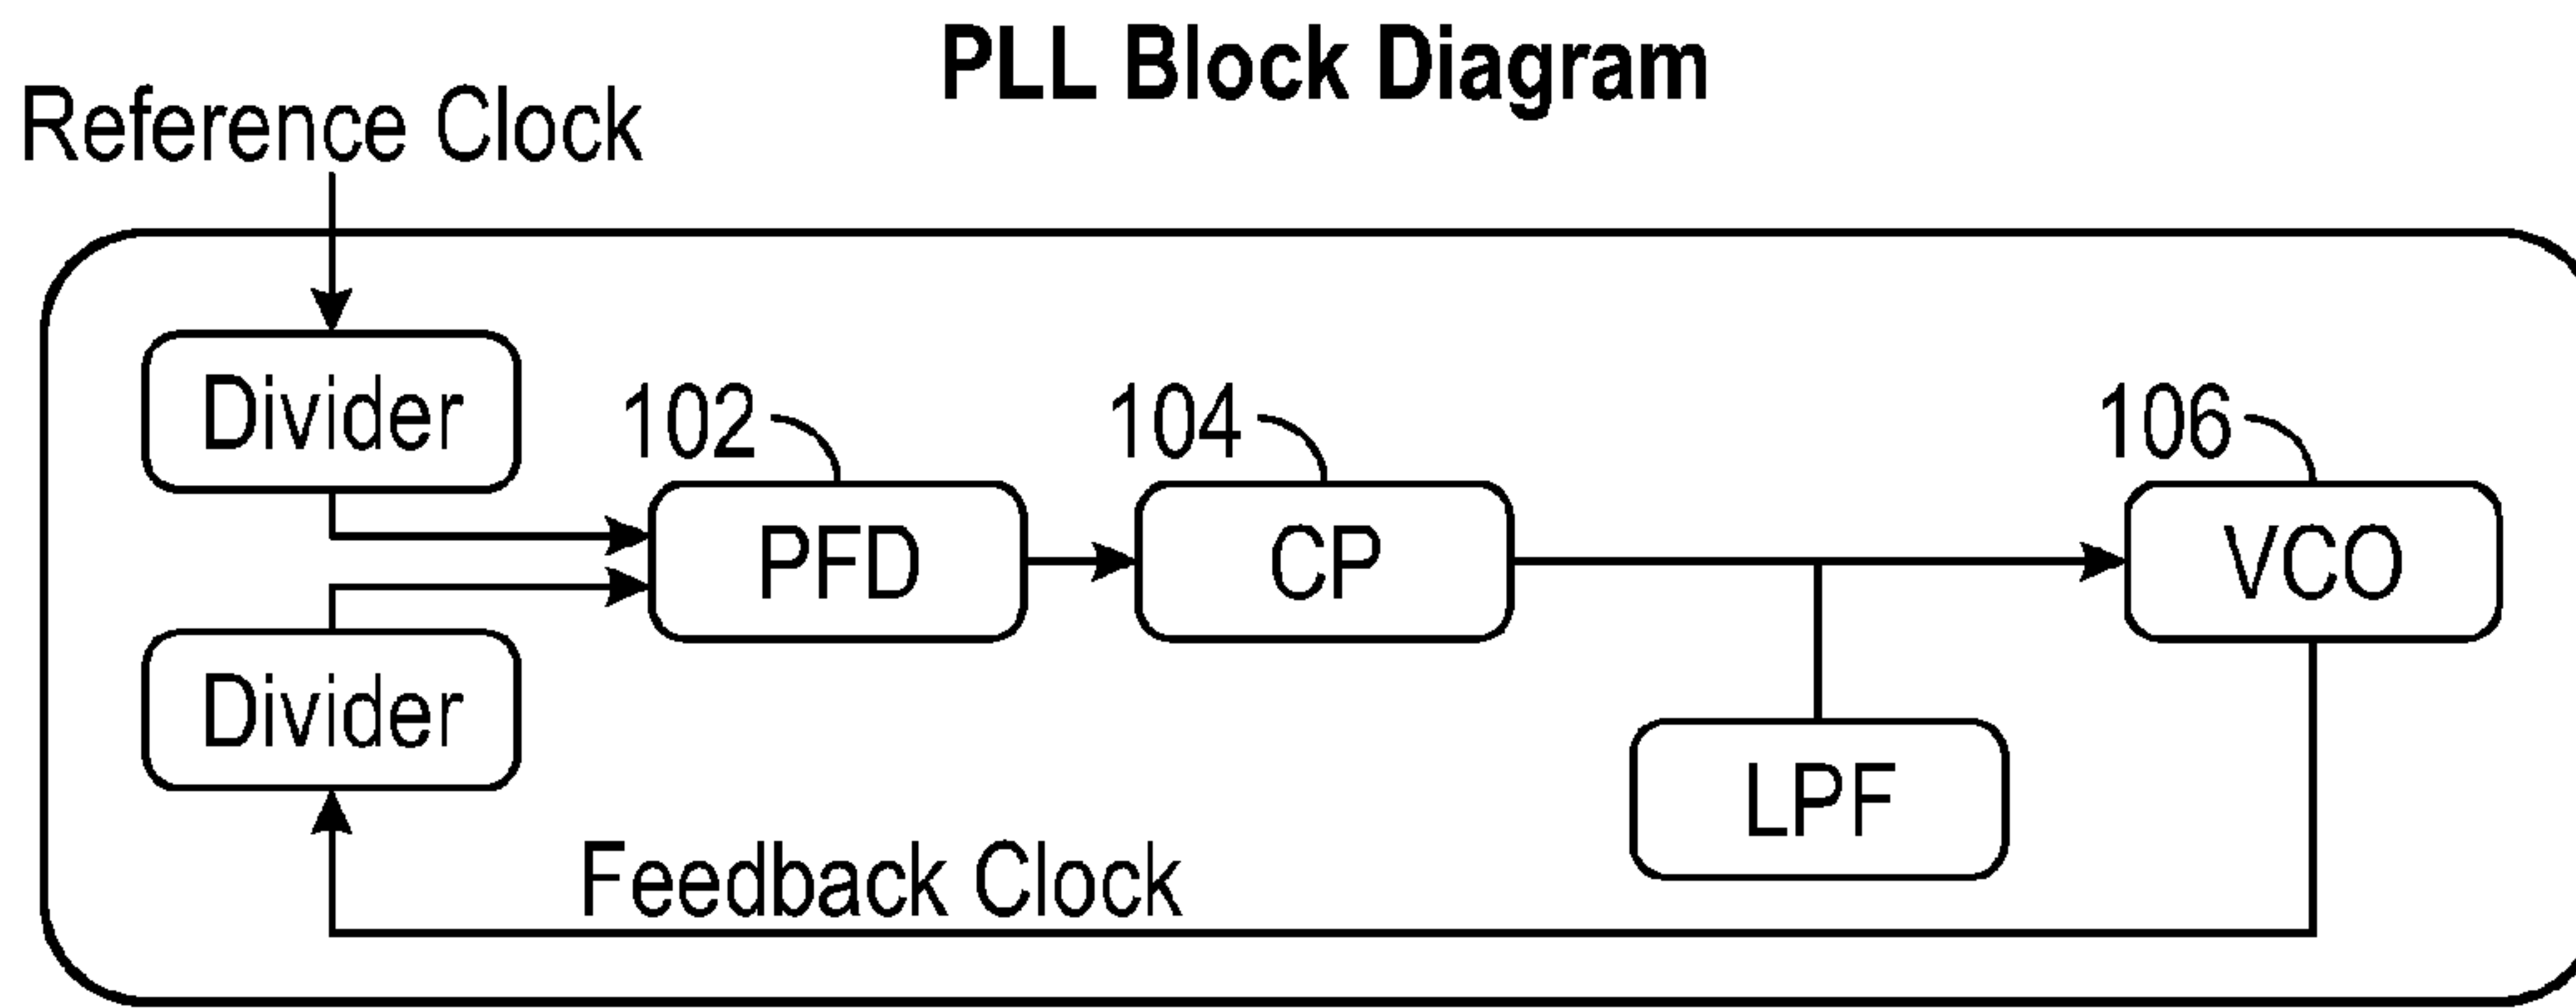 PLL Block Diagram
Reference Clock
Divider
102
104
106
PFD
CP
VCO
Divider
LPF
Feedback Clock